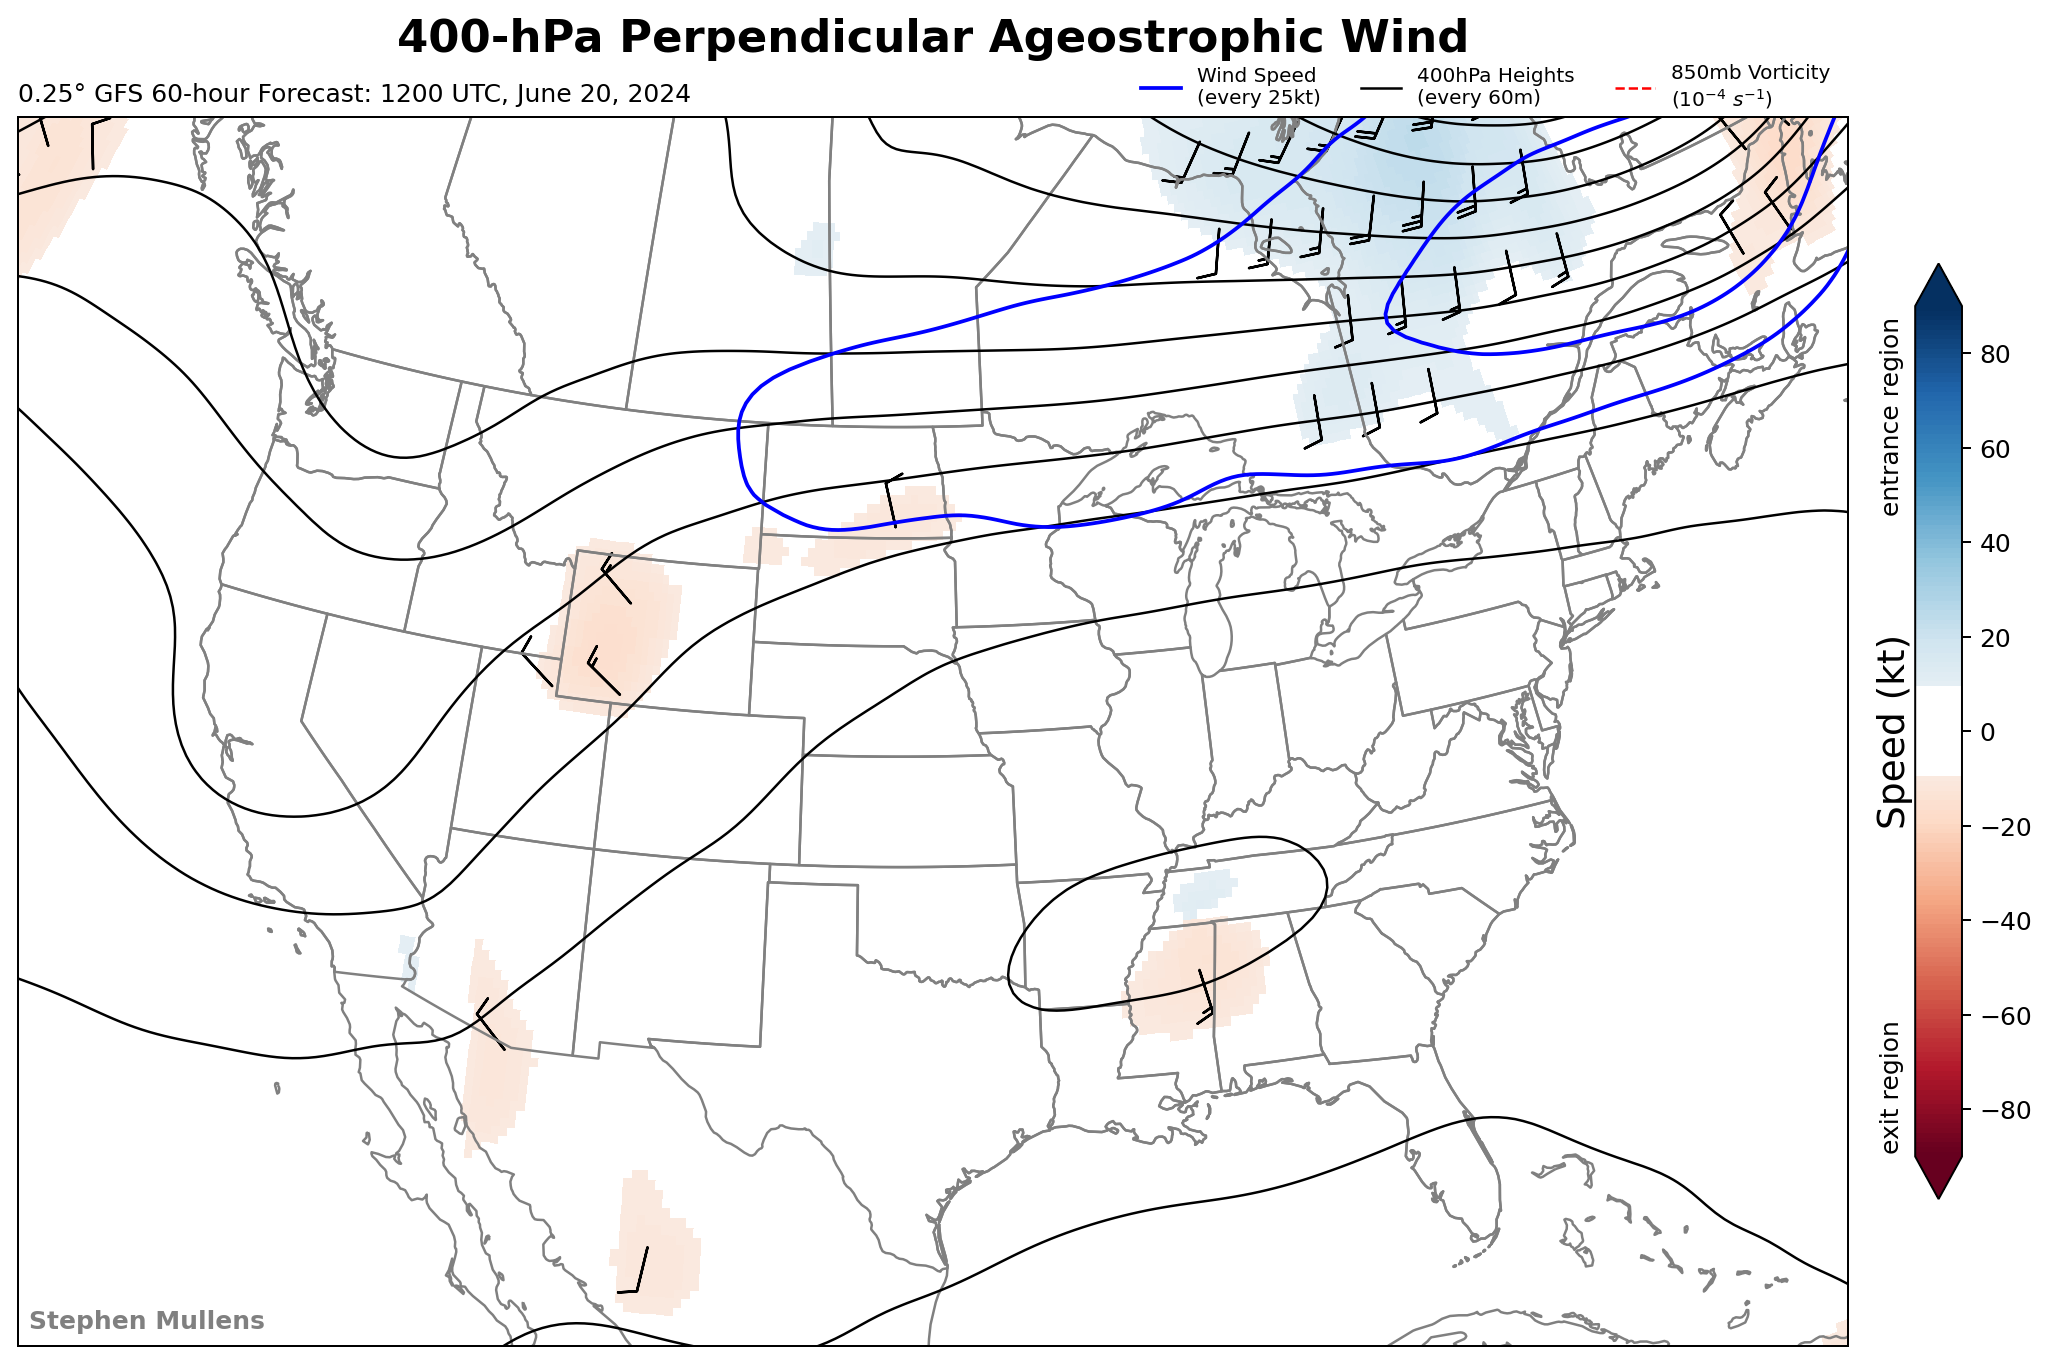 400-hPa Perpendicular Ageostrophic Wind
0.25° GFS 60-hour Forecast: 1200 UTC, June 20, 2024
Wind Speed
(every 25kt)
400hPa Heights
(every 60m)
850mb Vorticity
(10⁻⁴ s⁻¹)
entrance region
Speed (kt)
exit region
80
60
40
20
0
−20
−40
−60
−80
Stephen Mullens